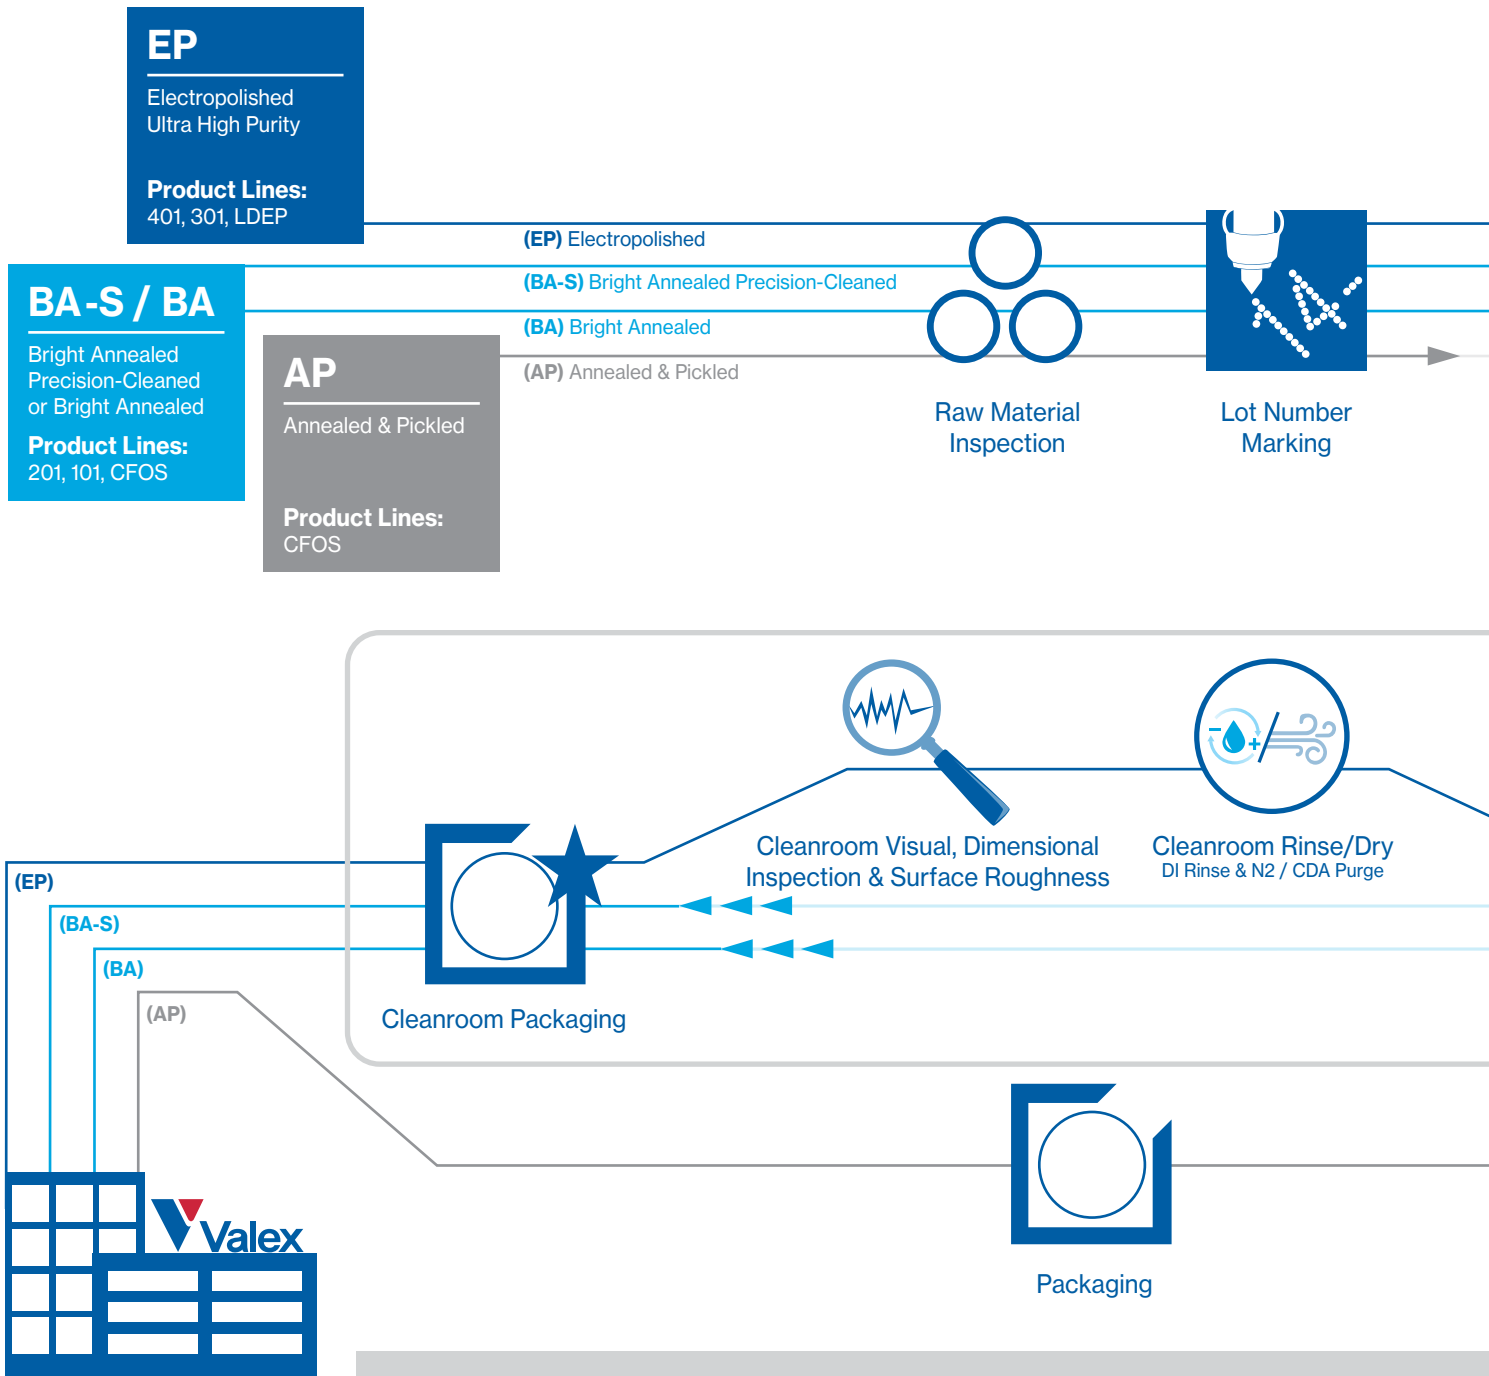 EP
Electropolished
Ultra High Purity
Product Lines:
401, 301, LDEP
BA-S / BA
Bright Annealed
Precision-Cleaned
or Bright Annealed
Product Lines:
201, 101, CFOS
AP
Annealed & Pickled
Product Lines:
CFOS
(EP) Electropolished
(BA-S) Bright Annealed Precision-Cleaned
(BA) Bright Annealed
(AP) Annealed & Pickled
Raw Material
Inspection
Lot Number
Marking
Cleanroom Visual, Dimensional
Inspection & Surface Roughness
Cleanroom Rinse/Dry
DI Rinse & N2 / CDA Purge
(EP)
(BA-S)
(BA)
(AP)
Cleanroom Packaging
Packaging
Valex